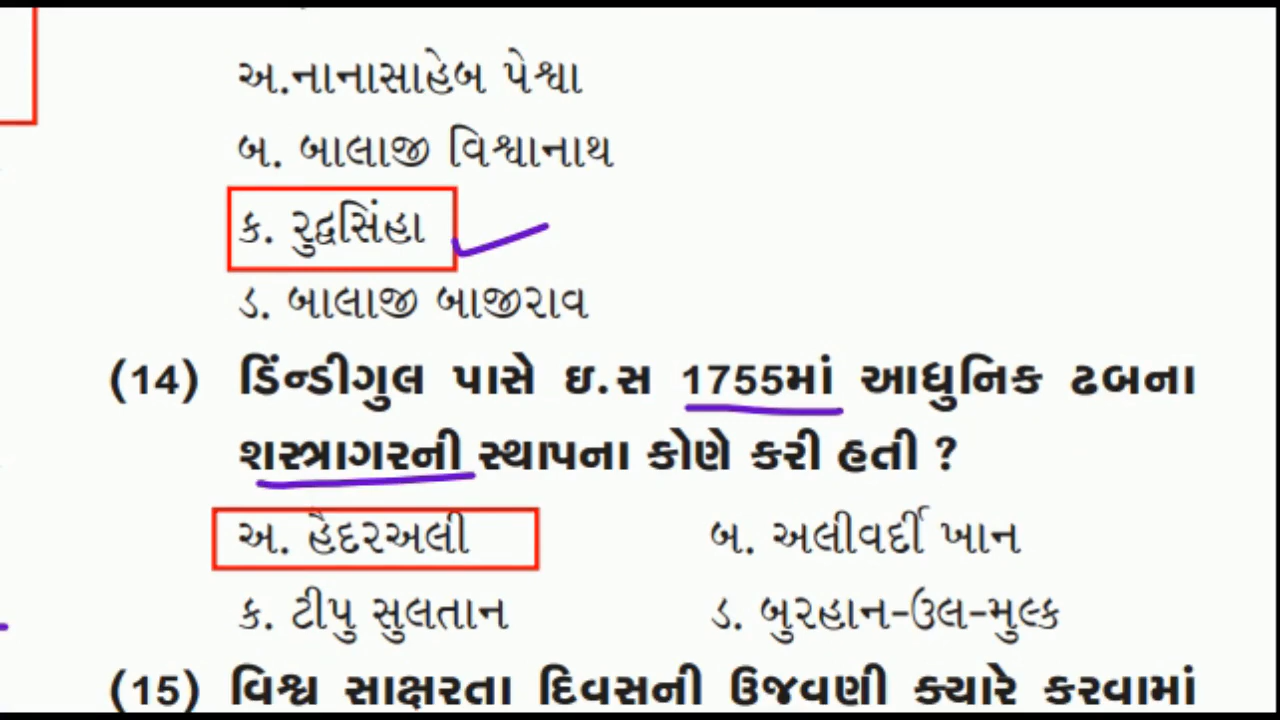 અ.નાનાસાહેબ પેશ્વા
બ. બાલાજી વિશ્વાનાથ
ક. રુદ્વસિંહા
ડ. બાલાજી બાજીરાવ
(14) ડિંન્ડીગુલ પાસે ઇ.સ 1755માં આધુનિક ઢબના
શસ્ત્રાગરની સ્થાપના કોણે કરી હતી ?
અ. હૈદરઅલી બ. અલીવર્દી ખાન
ક. ટીપુ સુલતાન ડ. બુરહાન-ઉલ-મુલ્ક
(15) વિશ્વ સાક્ષરતા દિવસની ઉજવણી ક્યારે કરવામાં